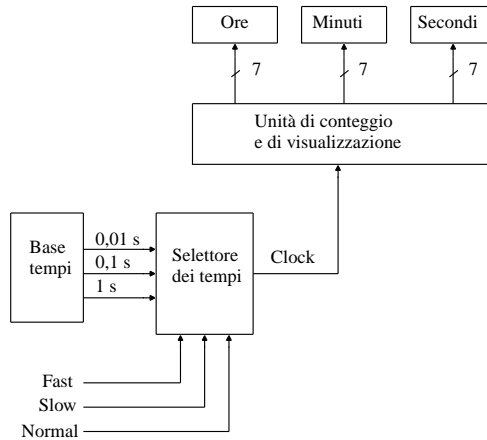 Ore
Minuti
Secondi
7
7
7
Unità di conteggio
e di visualizzazione
Base
tempi
0,01 s
0,1 s
1 s
Selettore
dei tempi
Clock
Fast
Slow
Normal